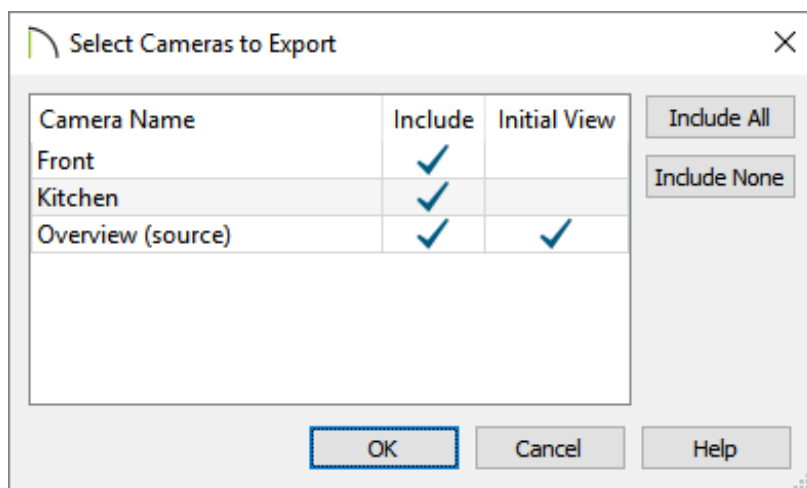 Select Cameras to Export
Camera Name Include Initial View
Front
Kitchen
Overview (source)
Include All
Include None
OK Cancel Help